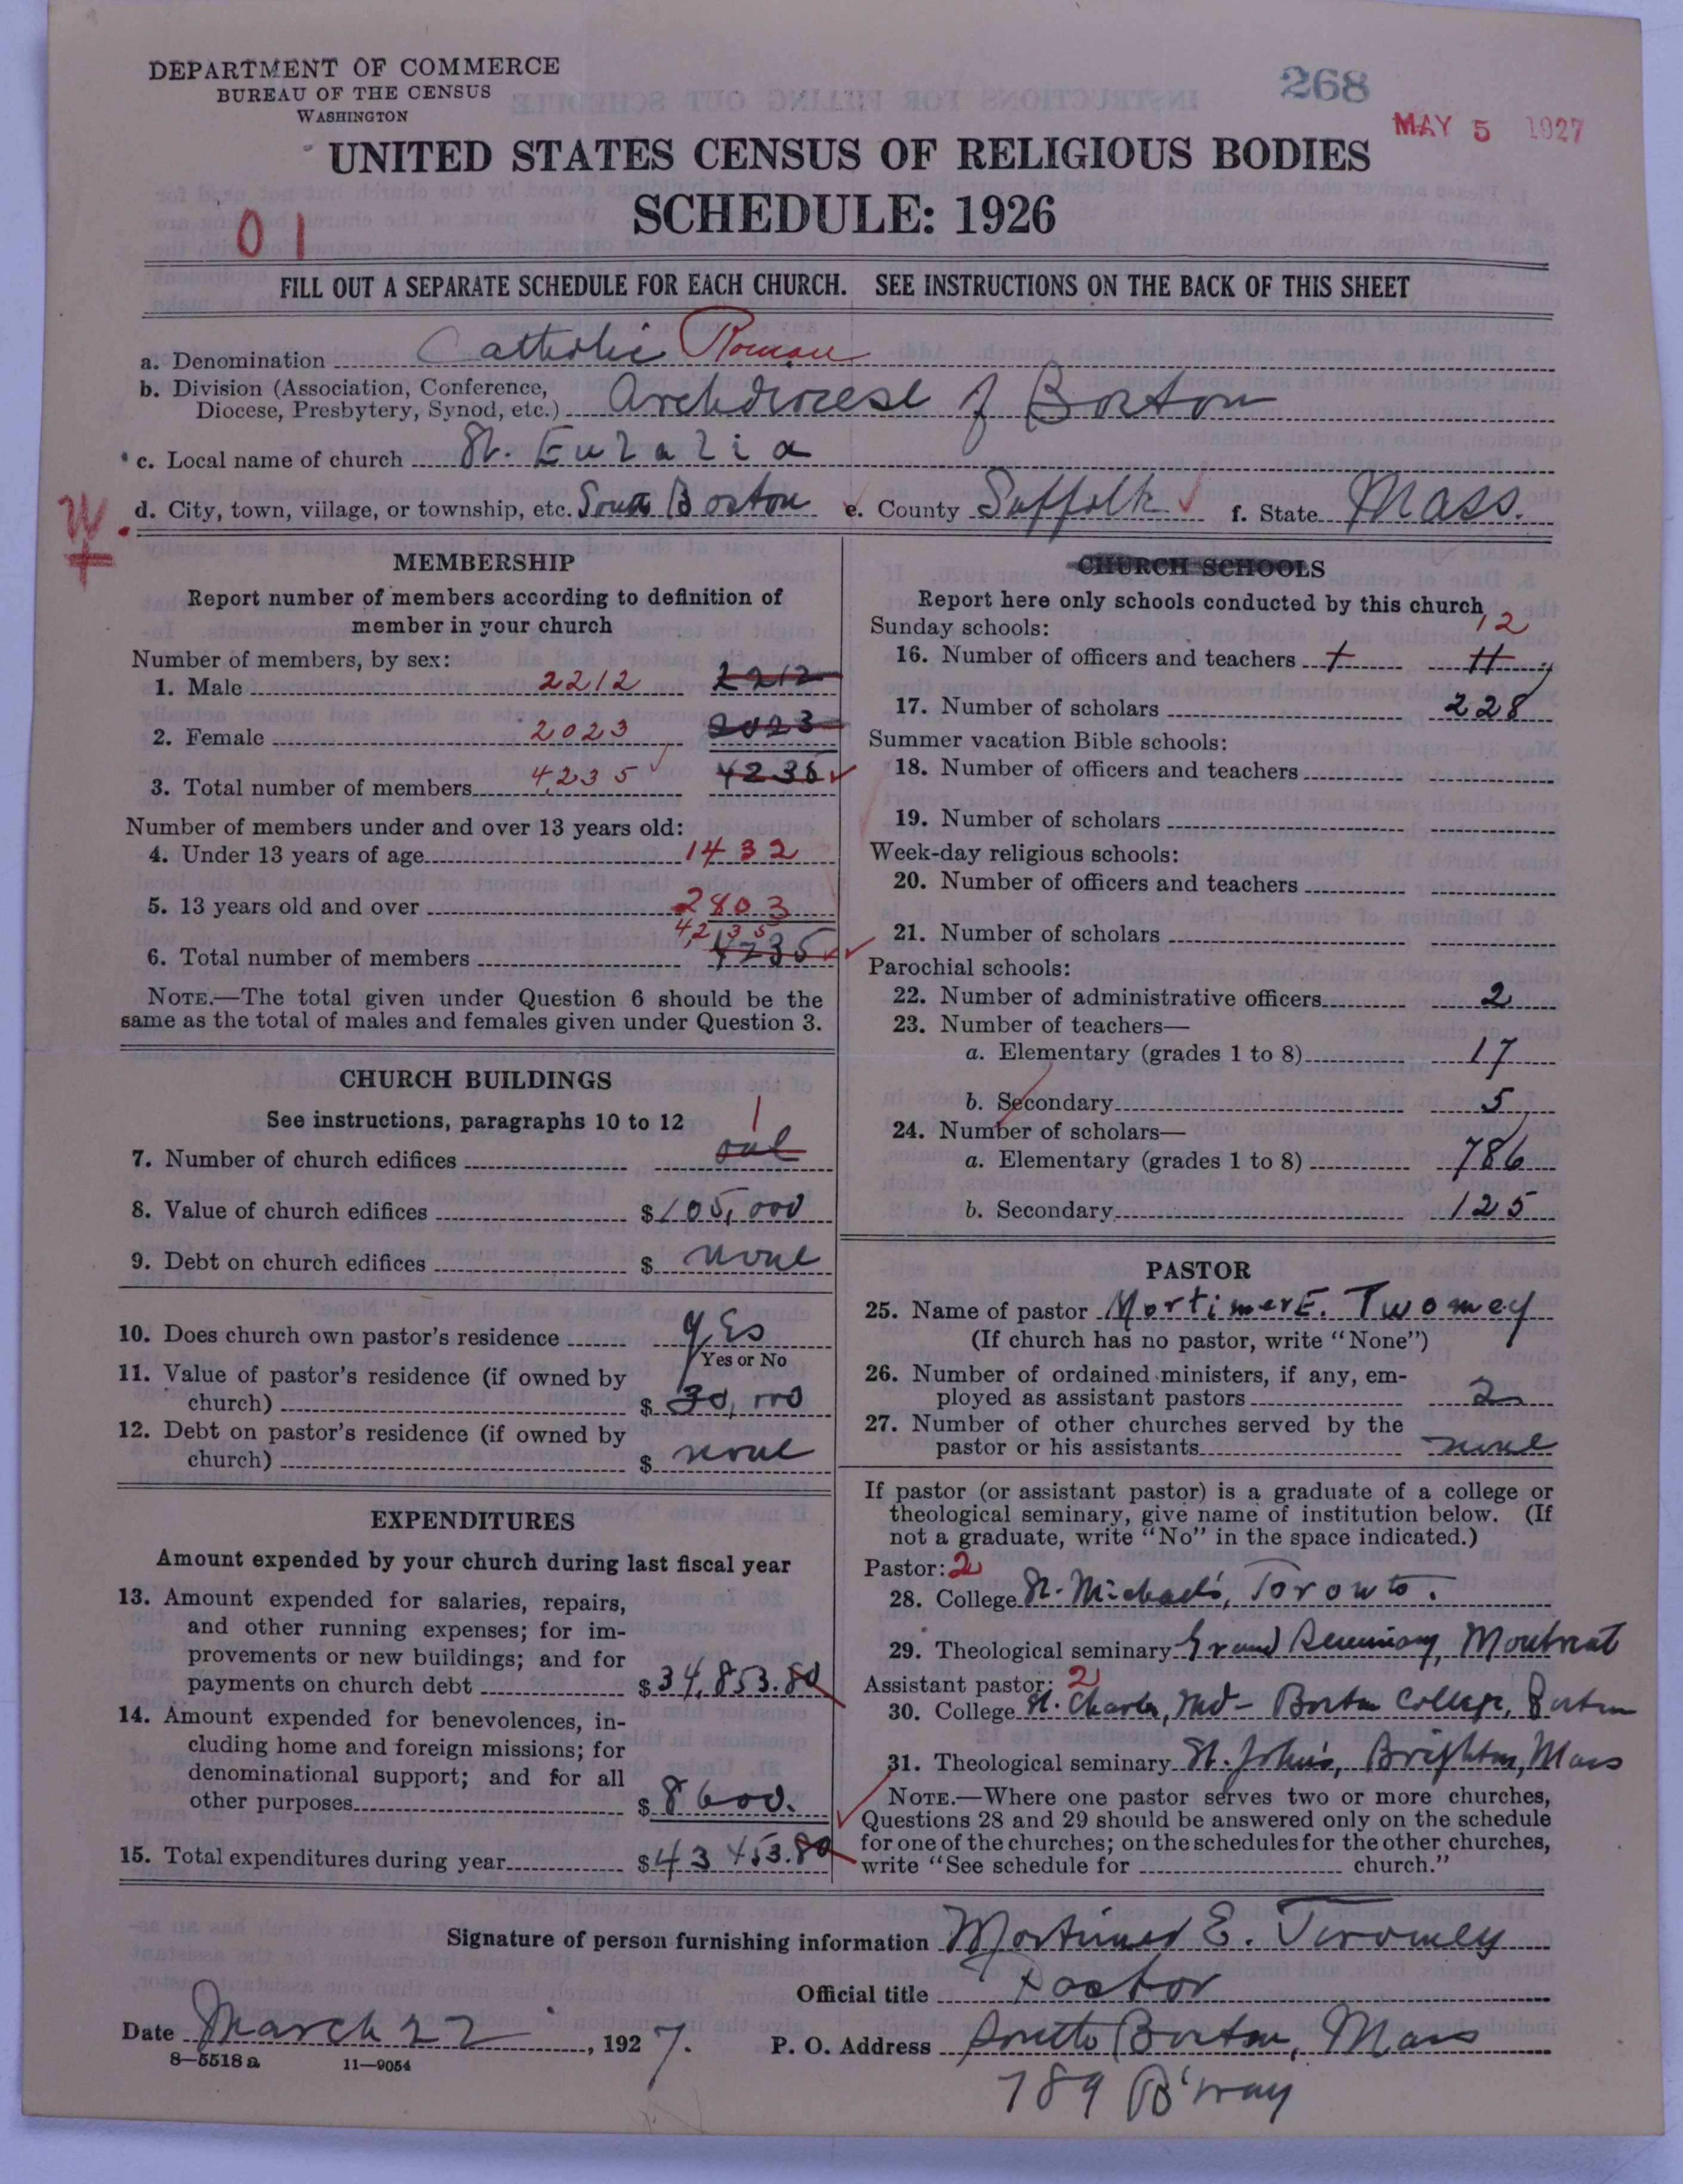 DEPARTMENT OF COMMERCE
BUREAU OF THE CENSUS
WASHINGTON
268
MAY 5 1927
UNITED STATES CENSUS OF RELIGIOUS BODIES
SCHEDULE: 1926
01
FILL OUT A SEPARATE SCHEDULE FOR EACH CHURCH. SEE INSTRUCTIONS ON THE BACK OF THIS SHEET
a. Denomination Catholic Roman
b. Division (Association, Conference,
Diocese, Presbytery, Synod, etc.) Archdiocese of Boston
c. Local name of church St. Eulalia
W
d. City, town, village, or township, etc. South Boston e. County Suffolk f. State Mass.
MEMBERSHIP
Report number of members according to definition of
member in your church
Number of members, by sex:
1. Male 2212 2212
2. Female 2023 2023
3. Total number of members 4235 4235
Number of members under and over 13 years old:
4. Under 13 years of age 1432
5. 13 years old and over 2803
4235
6. Total number of members 4235
NOTE.—The total given under Question 6 should be the
same as the total of males and females given under Question 3.
CHURCH BUILDINGS
See instructions, paragraphs 10 to 12
1
7. Number of church edifices one
8. Value of church edifices $105,000
9. Debt on church edifices $ none
10. Does church own pastor's residence yes
Yes or No
11. Value of pastor's residence (if owned by
church) $ 30,000
12. Debt on pastor's residence (if owned by
church) $ none
EXPENDITURES
Amount expended by your church during last fiscal year
13. Amount expended for salaries, repairs,
and other running expenses; for im-
provements or new buildings; and for
payments on church debt $34,853.80
14. Amount expended for benevolences, in-
cluding home and foreign missions; for
denominational support; and for all
other purposes $8600.
15. Total expenditures during year $43453.80
CHURCH SCHOOLS
Report here only schools conducted by this church
Sunday schools: 12
16. Number of officers and teachers 11
17. Number of scholars 228
Summer vacation Bible schools:
18. Number of officers and teachers
19. Number of scholars
Week-day religious schools:
20. Number of officers and teachers
21. Number of scholars
Parochial schools:
22. Number of administrative officers 2
23. Number of teachers—
a. Elementary (grades 1 to 8) 17
b. Secondary 5
24. Number of scholars—
a. Elementary (grades 1 to 8) 786
b. Secondary 125
PASTOR
25. Name of pastor Mortimer E. Twomey
(If church has no pastor, write "None")
26. Number of ordained ministers, if any, em-
ployed as assistant pastors 2
27. Number of other churches served by the
pastor or his assistants none
If pastor (or assistant pastor) is a graduate of a college or
theological seminary, give name of institution below. (If
not a graduate, write "No" in the space indicated.)
Pastor: 2
28. College St. Michael's, Toronto.
29. Theological seminary Grand Seminary, Montreal
Assistant pastor: 2
30. College St. Charles, Md - Boston College, Boston
31. Theological seminary St. John's, Brighton, Mass
NOTE.—Where one pastor serves two or more churches,
Questions 28 and 29 should be answered only on the schedule
for one of the churches; on the schedules for the other churches,
write "See schedule for church."
Signature of person furnishing information Mortimer E. Twomey
Official title Pastor
Date March 22, 1927.
P. O. Address South Boston, Mass
8—5518a 11—9054
789 B'way